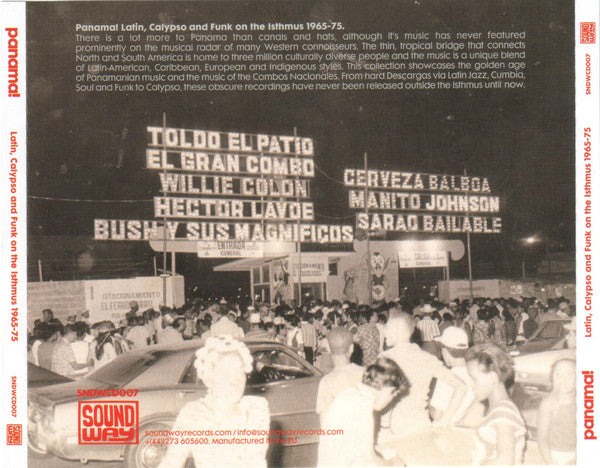 Panama! Latin, Calypso and Funk on the Isthmus 1965-75.
There is a lot more to Panama than canals and hats, although it's music has never featured
prominently on the musical radar of many Western connoisseurs. The thin, tropical bridge that connects
North and South America is home to three million culturally diverse people and the music is a unique blend
of Latin-American, Caribbean, European and Indigenous styles. This collection showcases the golden age
of Panamanian music and the music of the Combos Nacionales. From hard Descargas via Latin Jazz, Cumbia,
Soul and Funk to Calypso, these obscure recordings have never been released outside the Isthmus until now.
panama!
Latin, Calypso and Funk on the Isthmus 1965-75
SNDWCD007
SOUND WAY
TOLDO EL PATIO
EL GRAN COMBO
WILLIE COLON
HECTOR LAVOE
BUSH Y SUS MAGNIFICOS
CERVEZA BALBOA
MANITO JOHNSON
SARAO BAILABLE
ENTRADA
GENERAL
SALIDA
GENERAL
ESTACIONAMIENTO
SNDWCD007
SOUND
WAY
soundwayrecords.com / info@soundwayrecords.com
+(44)1273 605600. Manufactured in the EU.
SNDWCD007
panama!
Latin, Calypso and Funk on the Isthmus 1965-75
SNDWCD007
panama!
SOUND WAY